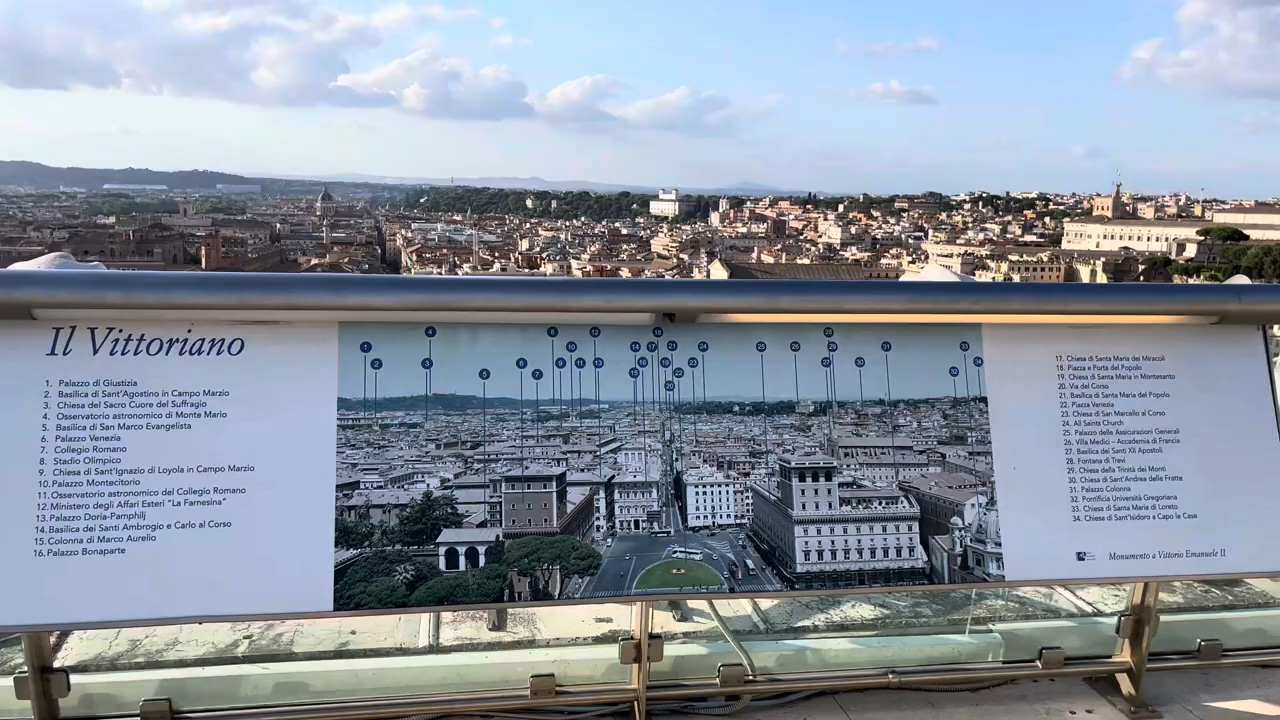 Il Vittoriano
1. Palazzo di Giustizia
2. Basilica di Sant'Agostino in Campo Marzio
3. Chiesa del Sacro Cuore del Suffragio
4. Osservatorio astronomico di Monte Mario
5. Basilica di San Marco Evangelista
6. Palazzo Venezia
7. Collegio Romano
8. Stadio Olimpico
9. Chiesa di Sant'Ignazio di Loyola in Campo Marzio
10. Palazzo Montecitorio
11. Osservatorio astronomico del Collegio Romano
12. Ministero degli Affari Esteri "La Farnesina"
13. Palazzo Doria-Pamphilj
14. Basilica dei Santi Ambrogio e Carlo al Corso
15. Colonna di Marco Aurelio
16. Palazzo Bonaparte
17. Chiesa di Santa Maria dei Miracoli
18. Piazza e Porta del Popolo
19. Chiesa di Santa Maria in Montesanto
20. Via del Corso
21. Basilica di Santa Maria del Popolo
22. Piazza Venezia
23. Chiesa di San Marcello al Corso
24. All Saints Church
25. Palazzo delle Assicurazioni Generali
26. Villa Medici – Accademia di Francia
27. Basilica dei Santi XII Apostoli
28. Fontana di Trevi
29. Chiesa della Trinità dei Monti
30. Chiesa di Sant'Andrea delle Fratte
31. Palazzo Colonna
32. Pontificia Università Gregoriana
33. Chiesa di Santa Maria di Loreto
34. Chiesa di Sant'Isidoro a Capo le Case
Monumento a Vittorio Emanuele II